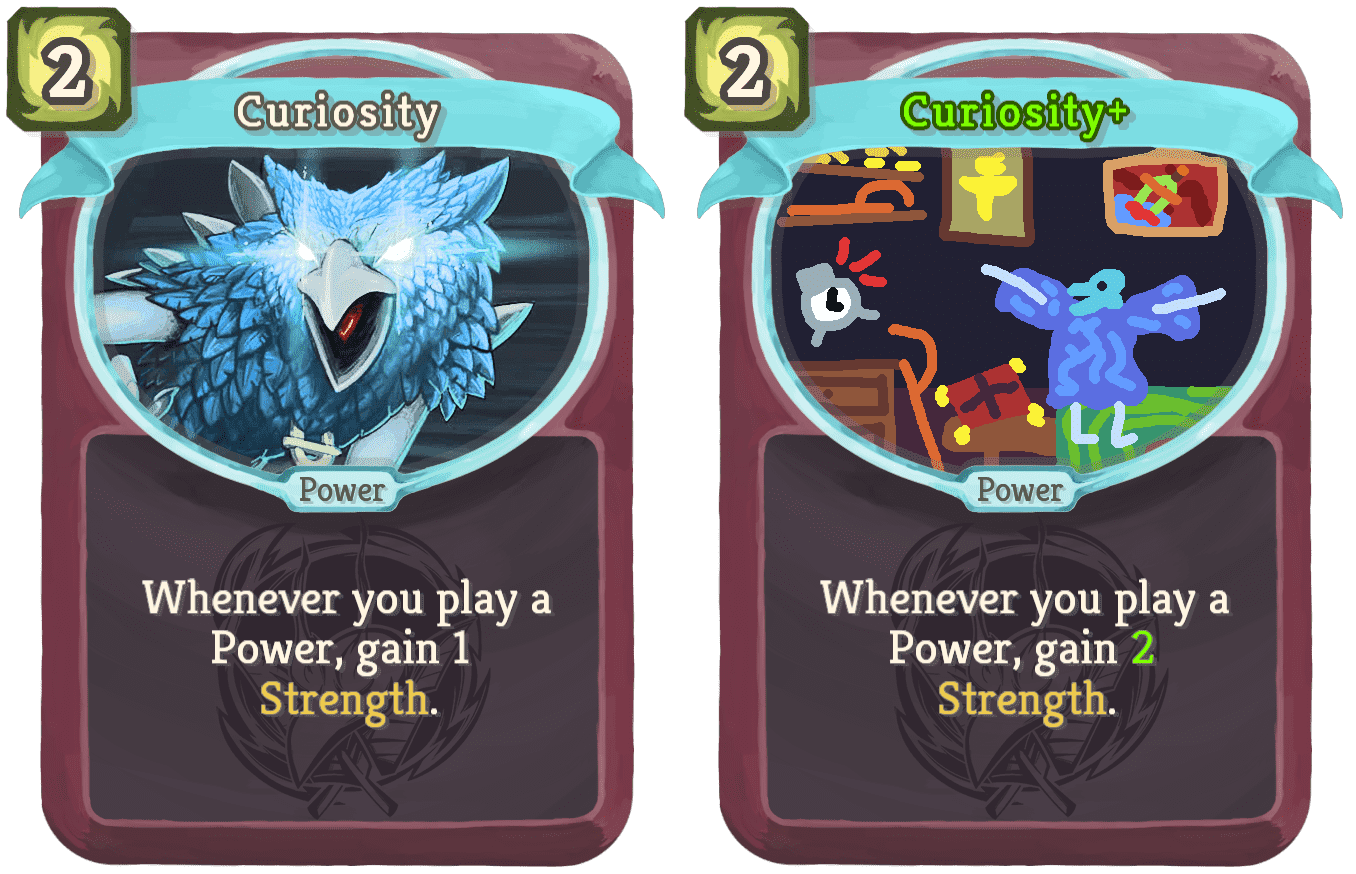 2
Curiosity
Power
Whenever you play a
Power, gain 1
Strength.
2
Curiosity+
Power
Whenever you play a
Power, gain 2
Strength.